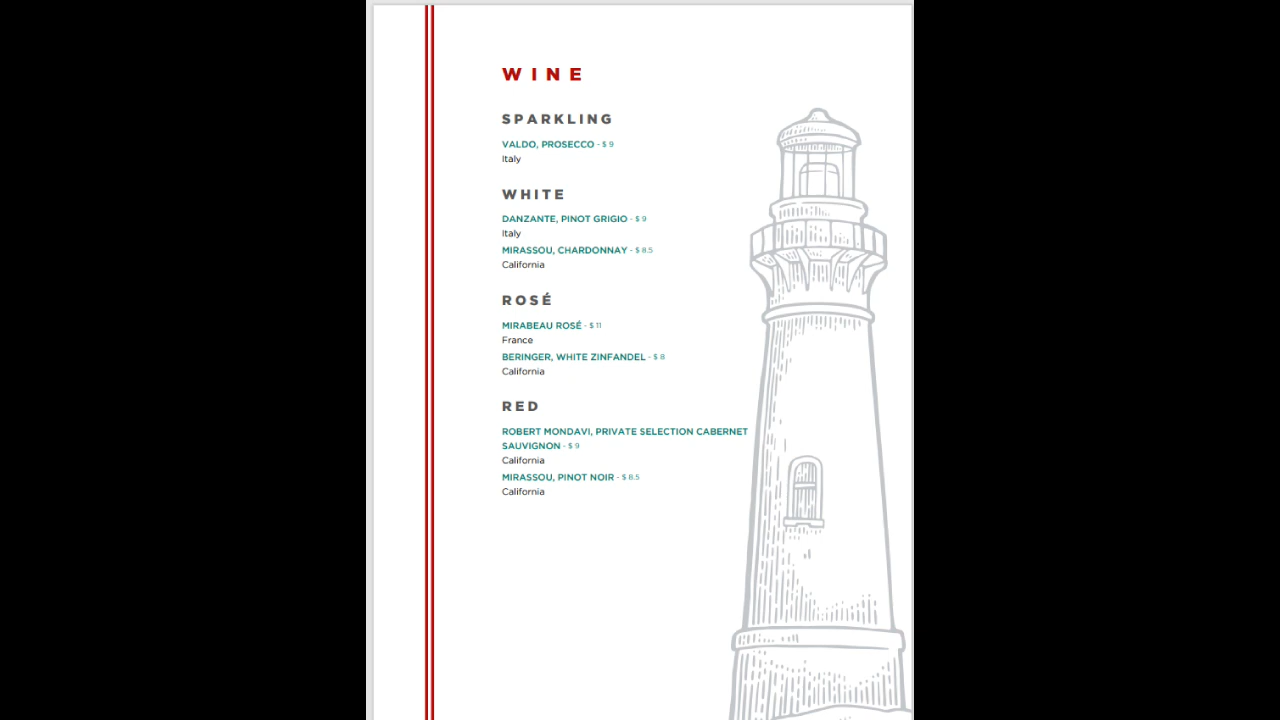 WINE
SPARKLING
VALDO, PROSECCO - $ 9
Italy
WHITE
DANZANTE, PINOT GRIGIO - $ 9
Italy
MIRASSOU, CHARDONNAY - $ 8.5
California
ROSÉ
MIRABEAU ROSÉ - $ 11
France
BERINGER, WHITE ZINFANDEL - $ 8
California
RED
ROBERT MONDAVI, PRIVATE SELECTION CABERNET
SAUVIGNON - $ 9
California
MIRASSOU, PINOT NOIR - $ 8.5
California